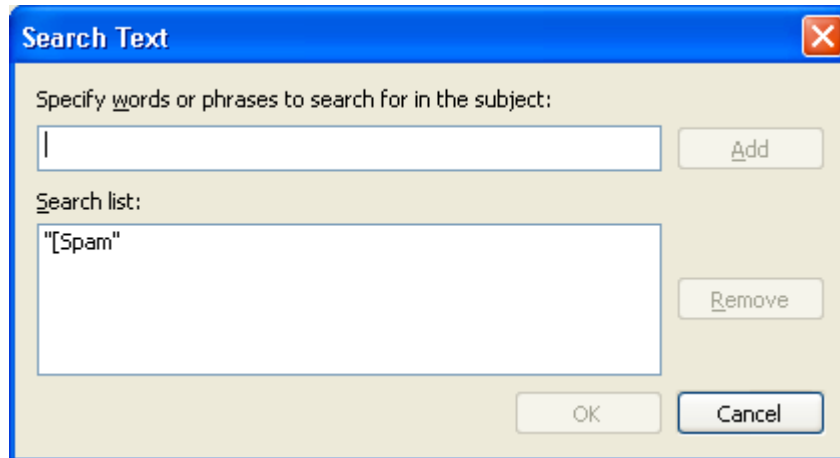 Search Text
Specify words or phrases to search for in the subject:
Add
Search list:
"[Spam"
Remove
OK
Cancel